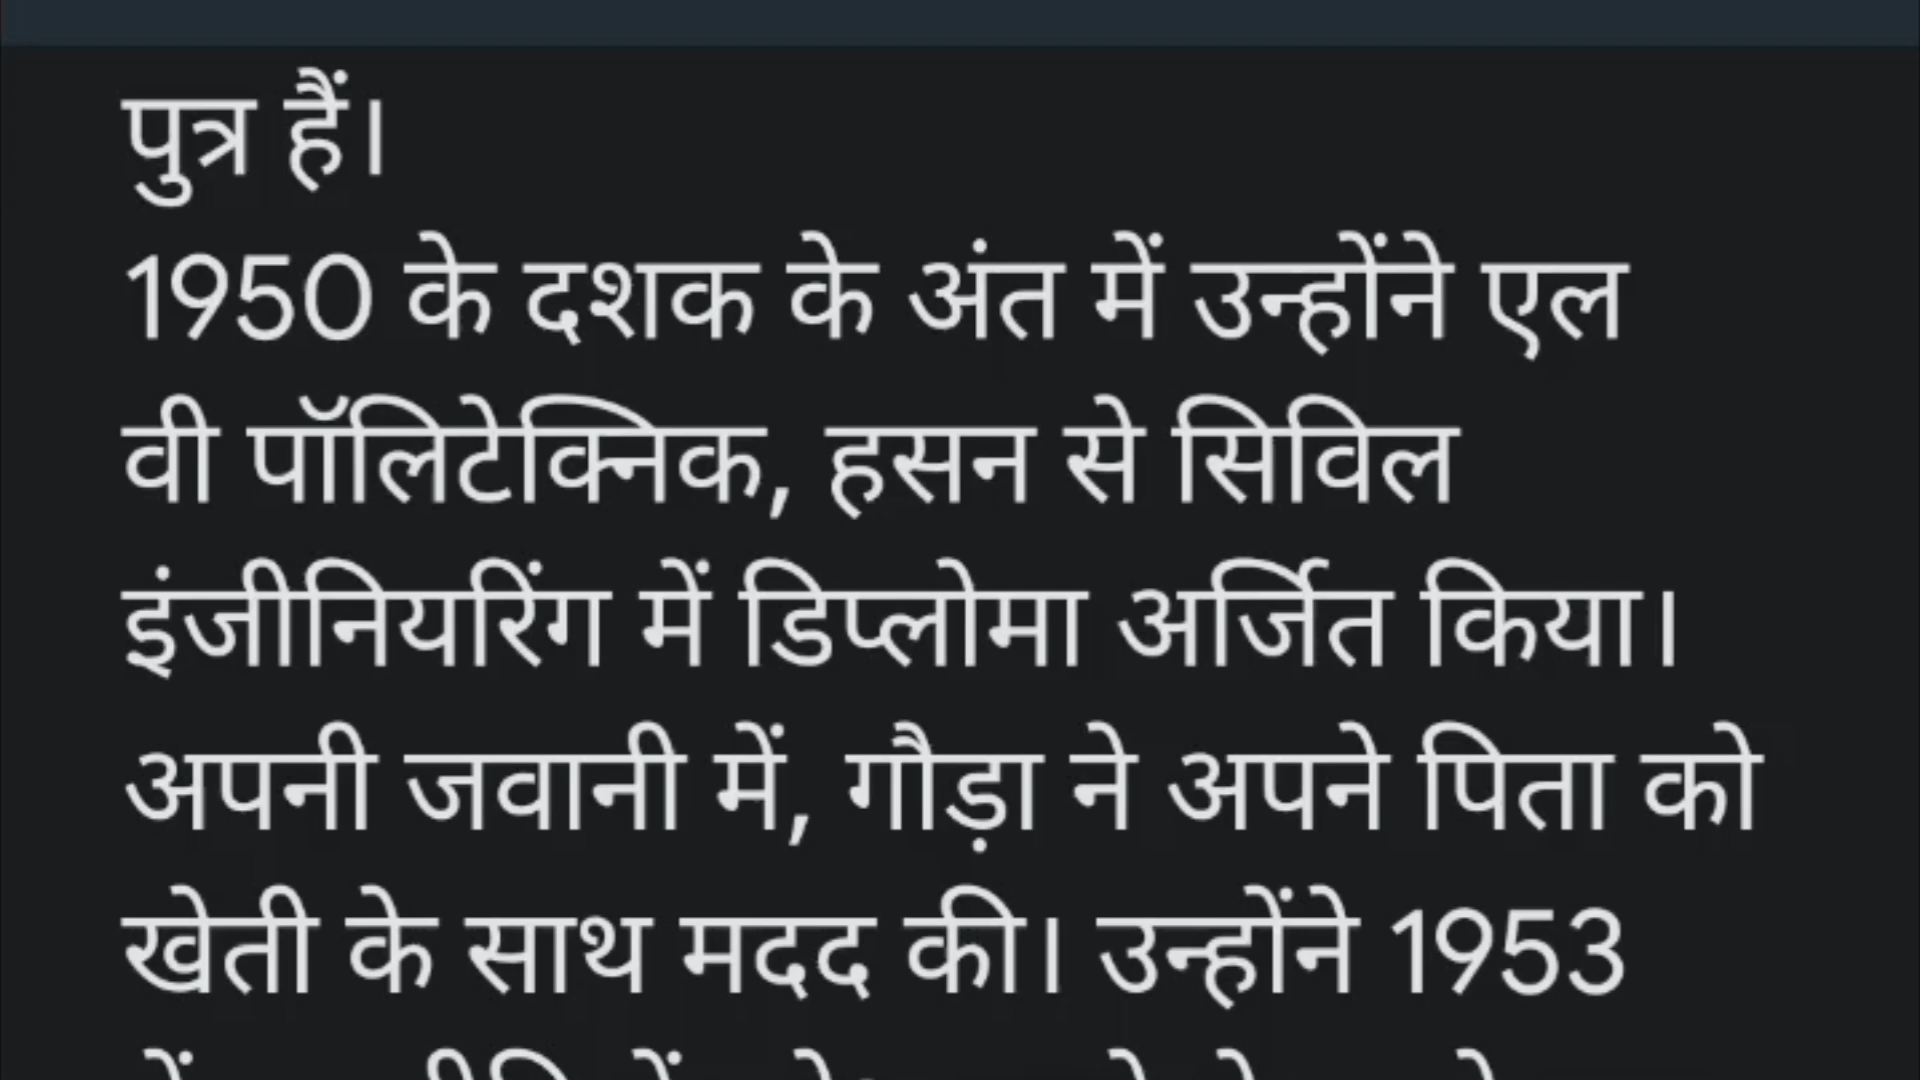 पुत्र हैं।
1950 के दशक के अंत में उन्होंने एल
वी पॉलिटेक्निक, हसन से सिविल
इंजीनियरिंग में डिप्लोमा अर्जित किया।
अपनी जवानी में, गौड़ा ने अपने पिता को
खेती के साथ मदद की। उन्होंने 1953